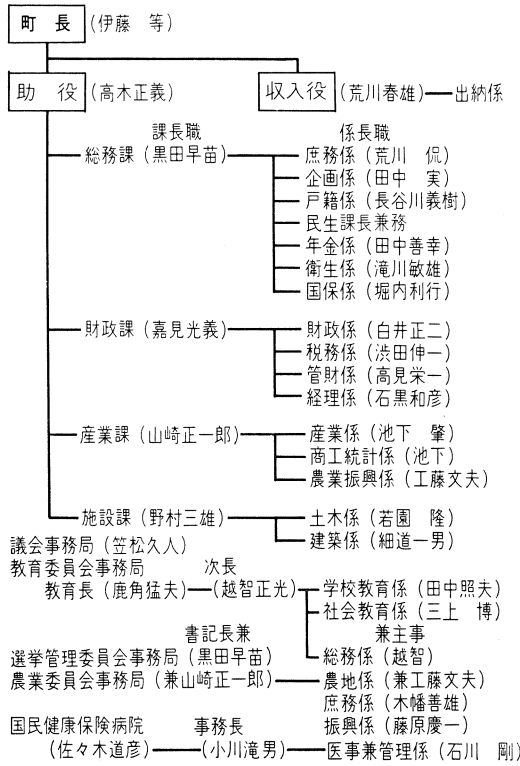 町長(伊藤 等)
助役(高木正義) 収入役(荒川春雄) 出納係
課長職 係長職
総務課(黒田早苗) 庶務係(荒川 侃)
企画係(田中 実)
戸籍係(長谷川義樹)
民生課長兼務
年金係(田中善幸)
衛生係(滝川敏雄)
国保係(堀内利行)
財政課(嘉見光義) 財政係(白井正二)
税務係(渋田伸一)
管財係(高見栄一)
経理係(石黒和彦)
産業課(山崎正一郎) 産業係(池下 肇)
商工統計係(池下)
農業振興係(工藤文夫)
施設課(野村三雄) 土木係(若園 隆)
議会事務局(笠松久人) 建築係(細道一男)
教育委員会事務局 次長
教育長(鹿角猛夫) (越智正光) 学校教育係(田中照夫)
社会教育係(三上 博)
書記長兼 兼主事
選挙管理委員会事務局(黒田早苗) 総務係(越智)
農業委員会事務局(兼山崎正一郎) 農地係(兼工藤文夫)
庶務係(木幡善雄)
国民健康保険病院 事務長 振興係(藤原慶一)
(佐々木道彦) (小川滝男) 医事兼管理係(石川 剛)